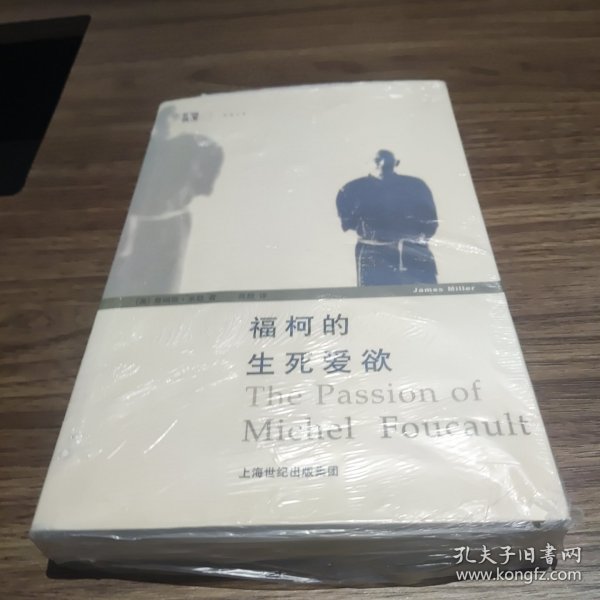 James Miller
福柯的
生死爱欲
The Passion of
Michel Foucault
上海世纪出版集团
孔夫子旧书网
www.kongfz.com